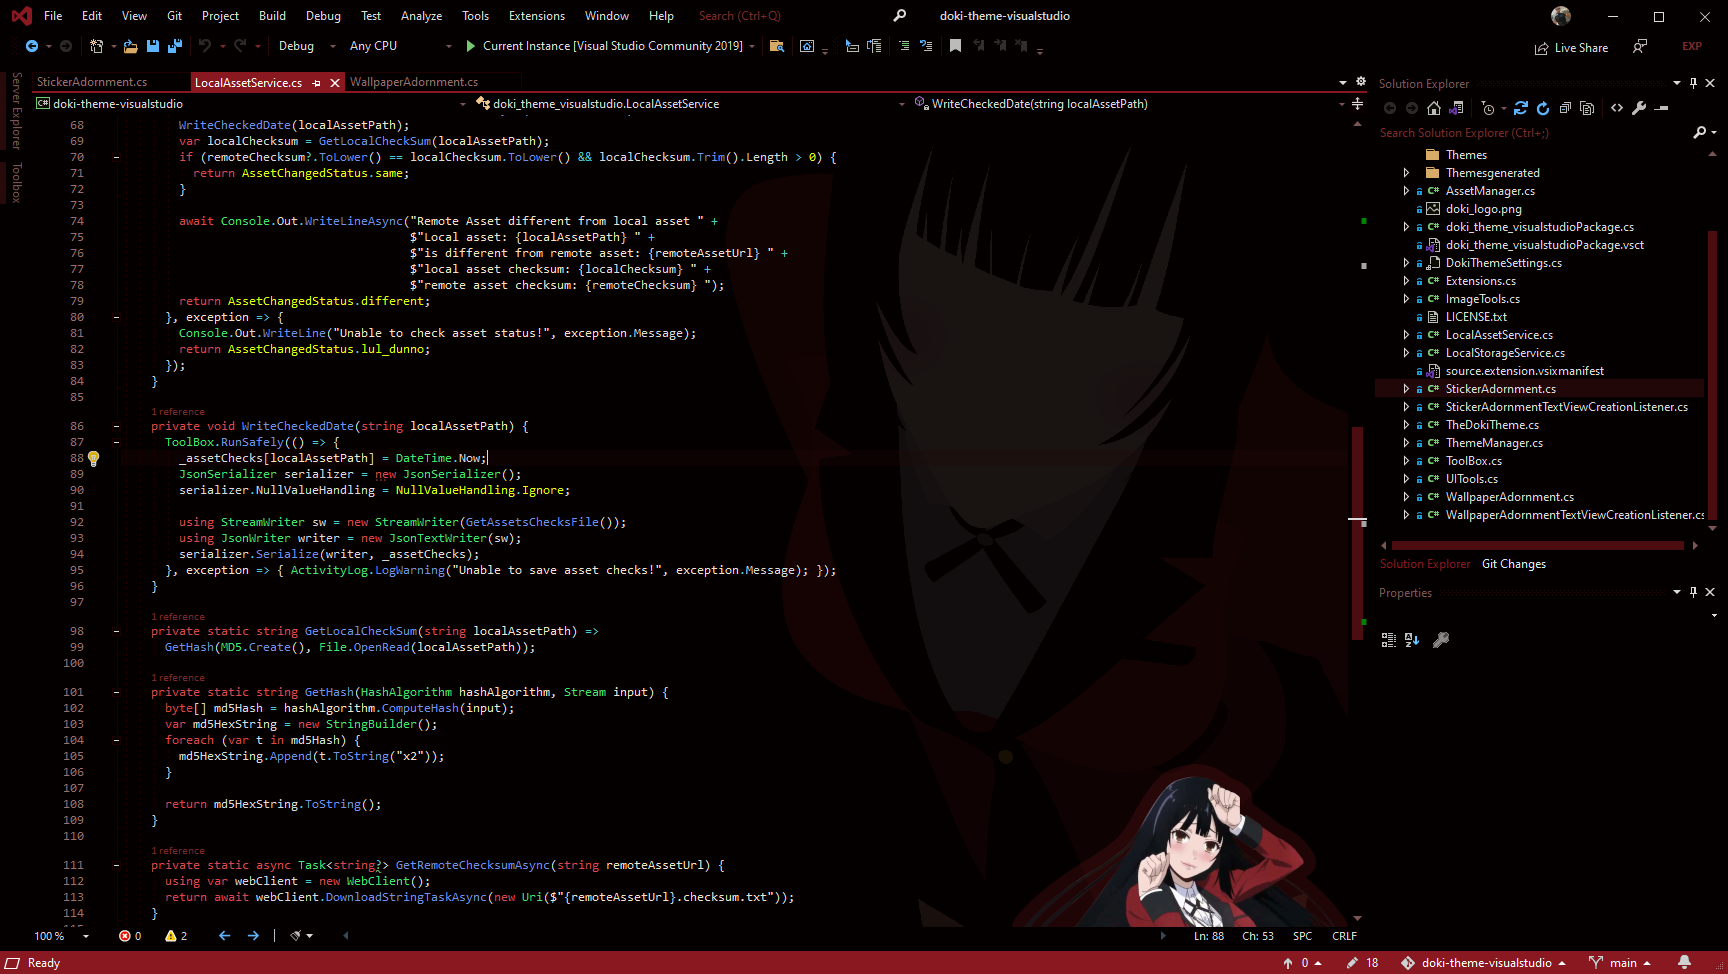 File Edit View Git Project Build Debug Test Analyze Tools Extensions Window Help Search (Ctrl+Q) doki-theme-visualstudio
Debug Any CPU Current Instance [Visual Studio Community 2019] Live Share EXP
Server Explorer
Toolbox
StickerAdornment.cs LocalAssetService.cs WallpaperAdornment.cs
doki-theme-visualstudio doki_theme_visualstudio.LocalAssetService WriteCheckedDate(string localAssetPath)
68 WriteCheckedDate(localAssetPath);
69 var localChecksum = GetLocalCheckSum(localAssetPath);
70 if (remoteChecksum?.ToLower() == localChecksum.ToLower() && localChecksum.Trim().Length > 0) {
71 return AssetChangedStatus.same;
72 }
73
74 await Console.Out.WriteLineAsync("Remote Asset different from local asset " +
75 $"Local asset: {localAssetPath} " +
76 $"is different from remote asset: {remoteAssetUrl} " +
77 $"local asset checksum: {localChecksum} " +
78 $"remote asset checksum: {remoteChecksum} ");
79 return AssetChangedStatus.different;
80 }, exception => {
81 Console.Out.WriteLine("Unable to check asset status!", exception.Message);
82 return AssetChangedStatus.lul_dunno;
83 });
84 }
85
1 reference
86 private void WriteCheckedDate(string localAssetPath) {
87 ToolBox.RunSafely(() => {
88 _assetChecks[localAssetPath] = DateTime.Now;
89 JsonSerializer serializer = new JsonSerializer();
90 serializer.NullValueHandling = NullValueHandling.Ignore;
91
92 using StreamWriter sw = new StreamWriter(GetAssetsChecksFile());
93 using JsonWriter writer = new JsonTextWriter(sw);
94 serializer.Serialize(writer, _assetChecks);
95 }, exception => { ActivityLog.LogWarning("Unable to save asset checks!", exception.Message); });
96 }
97
1 reference
98 private static string GetLocalCheckSum(string localAssetPath) =>
99 GetHash(MD5.Create(), File.OpenRead(localAssetPath));
100
1 reference
101 private static string GetHash(HashAlgorithm hashAlgorithm, Stream input) {
102 byte[] md5Hash = hashAlgorithm.ComputeHash(input);
103 var md5HexString = new StringBuilder();
104 foreach (var t in md5Hash) {
105 md5HexString.Append(t.ToString("x2"));
106 }
107
108 return md5HexString.ToString();
109 }
110
1 reference
111 private static async Task<string?> GetRemoteChecksumAsync(string remoteAssetUrl) {
112 using var webClient = new WebClient();
113 return await webClient.DownloadStringTaskAsync(new Uri($"{remoteAssetUrl}.checksum.txt"));
114 }
100 % 0 2 Ln: 88 Ch: 53 SPC CRLF
Solution Explorer
Search Solution Explorer (Ctrl+;)
Themes
Themesgenerated
C# AssetManager.cs
doki_logo.png
C# doki_theme_visualstudioPackage.cs
doki_theme_visualstudioPackage.vsct
DokiThemeSettings.cs
C# Extensions.cs
C# ImageTools.cs
LICENSE.txt
C# LocalAssetService.cs
C# LocalStorageService.cs
source.extension.vsixmanifest
C# StickerAdornment.cs
C# StickerAdornmentTextViewCreationListener.cs
C# TheDokiTheme.cs
C# ThemeManager.cs
C# ToolBox.cs
C# UITools.cs
C# WallpaperAdornment.cs
C# WallpaperAdornmentTextViewCreationListener.cs
Solution Explorer Git Changes
Properties
Ready 0 18 doki-theme-visualstudio main